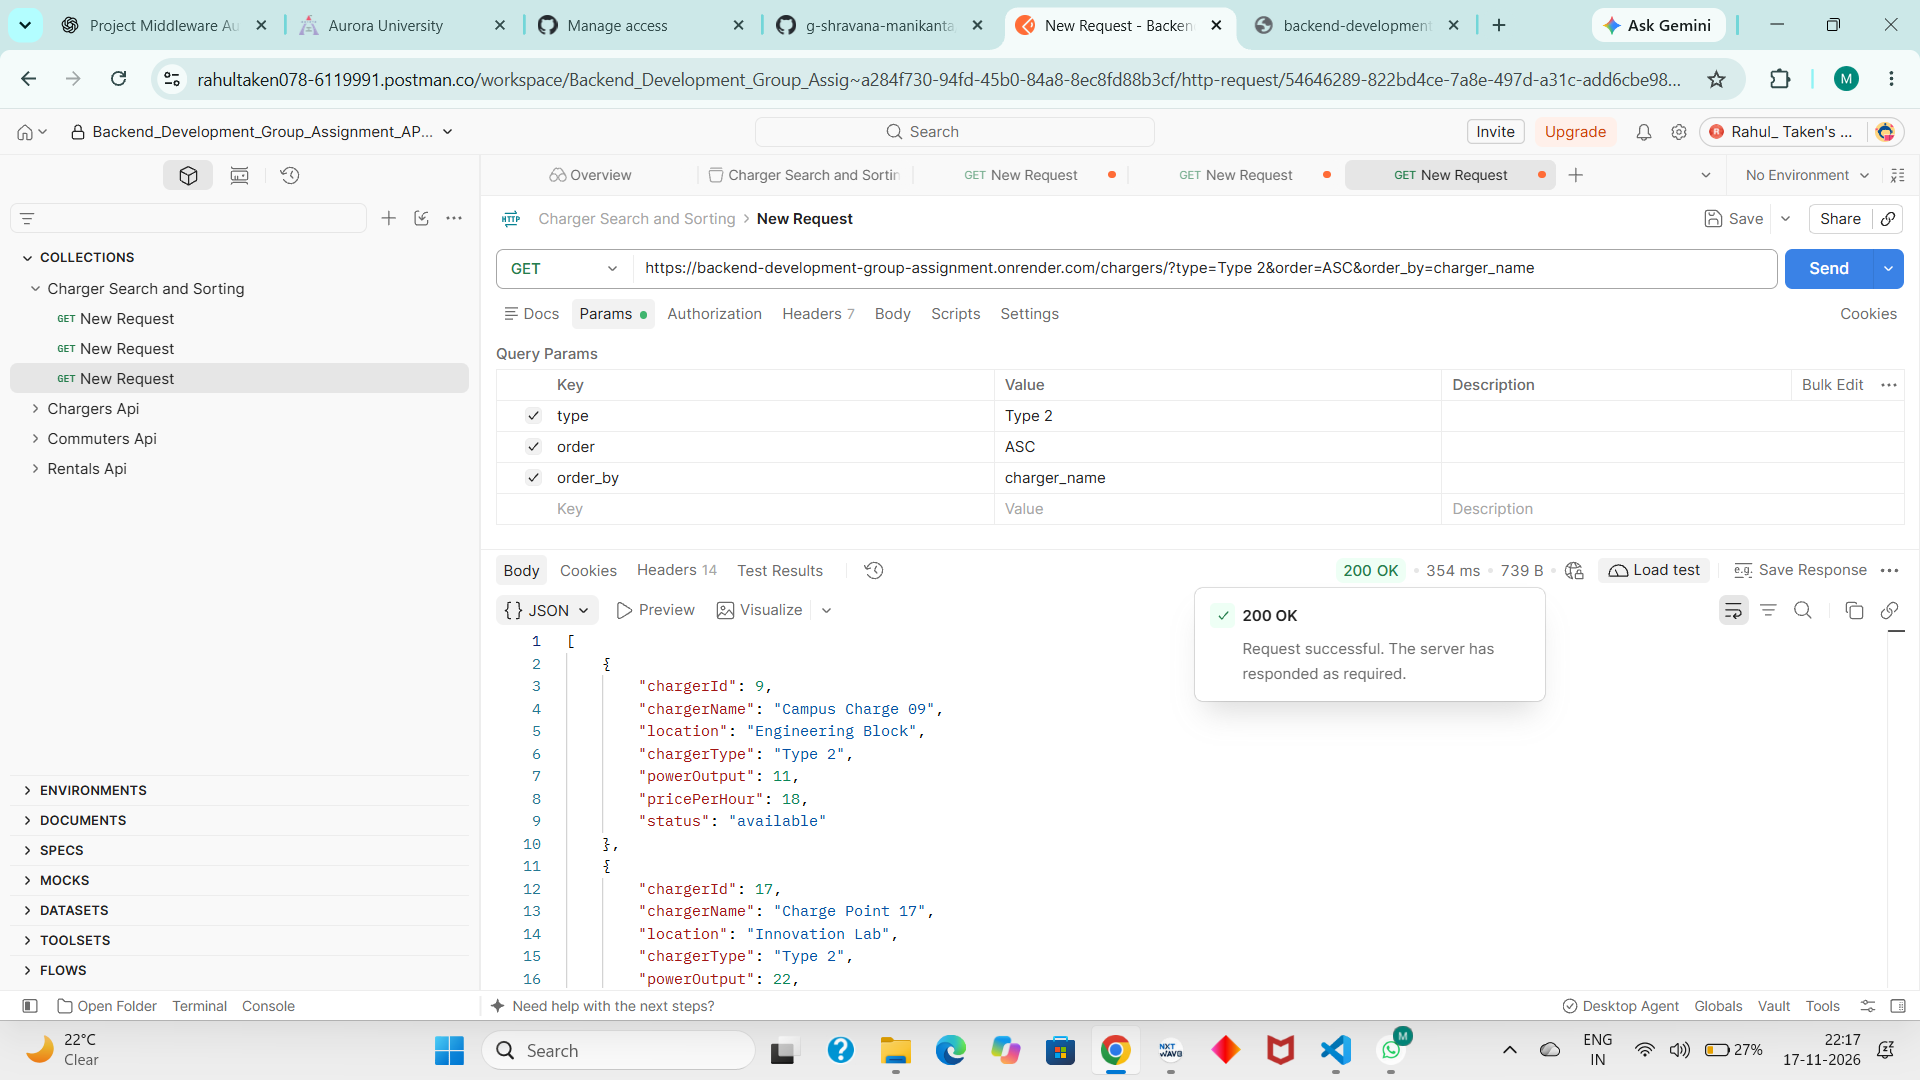 Project Middleware Au
Aurora University
Manage access
g-shravana-manikanta
New Request - Backen
backend-development
Ask Gemini
rahultaken078-6119991.postman.co/workspace/Backend_Development_Group_Assig~a284f730-94fd-45b0-84a8-8ec8fd88b3cf/http-request/54646289-822bd4ce-7a8e-497d-a31c-add6cbe98...
M
Backend_Development_Group_Assignment_AP...
Search
Invite
Upgrade
R Rahul_ Taken's ...
Overview
Charger Search and Sortin
GET New Request
GET New Request
GET New Request
No Environment
HTTP Charger Search and Sorting > New Request
Save
Share
COLLECTIONS
Charger Search and Sorting
GET New Request
GET New Request
GET New Request
Chargers Api
Commuters Api
Rentals Api
GET
https://backend-development-group-assignment.onrender.com/chargers/?type=Type 2&order=ASC&order_by=charger_name
Send
Docs Params Authorization Headers 7 Body Scripts Settings
Cookies
Query Params
Key Value Description Bulk Edit
type Type 2
order ASC
order_by charger_name
Key Value Description
Body Cookies Headers 14 Test Results
200 OK 354 ms 739 B Load test e.g. Save Response
{} JSON Preview Visualize
200 OK
Request successful. The server has
responded as required.
1 [
2 {
3 "chargerId": 9,
4 "chargerName": "Campus Charge 09",
5 "location": "Engineering Block",
6 "chargerType": "Type 2",
7 "powerOutput": 11,
8 "pricePerHour": 18,
9 "status": "available"
10 },
11 {
12 "chargerId": 17,
13 "chargerName": "Charge Point 17",
14 "location": "Innovation Lab",
15 "chargerType": "Type 2",
16 "powerOutput": 22,
ENVIRONMENTS
DOCUMENTS
SPECS
MOCKS
DATASETS
TOOLSETS
FLOWS
Open Folder Terminal Console
Need help with the next steps?
Desktop Agent Globals Vault Tools
22°C
Clear
Search
NXT
WAVE
M
ENG
IN
27%
22:17
17-11-2026